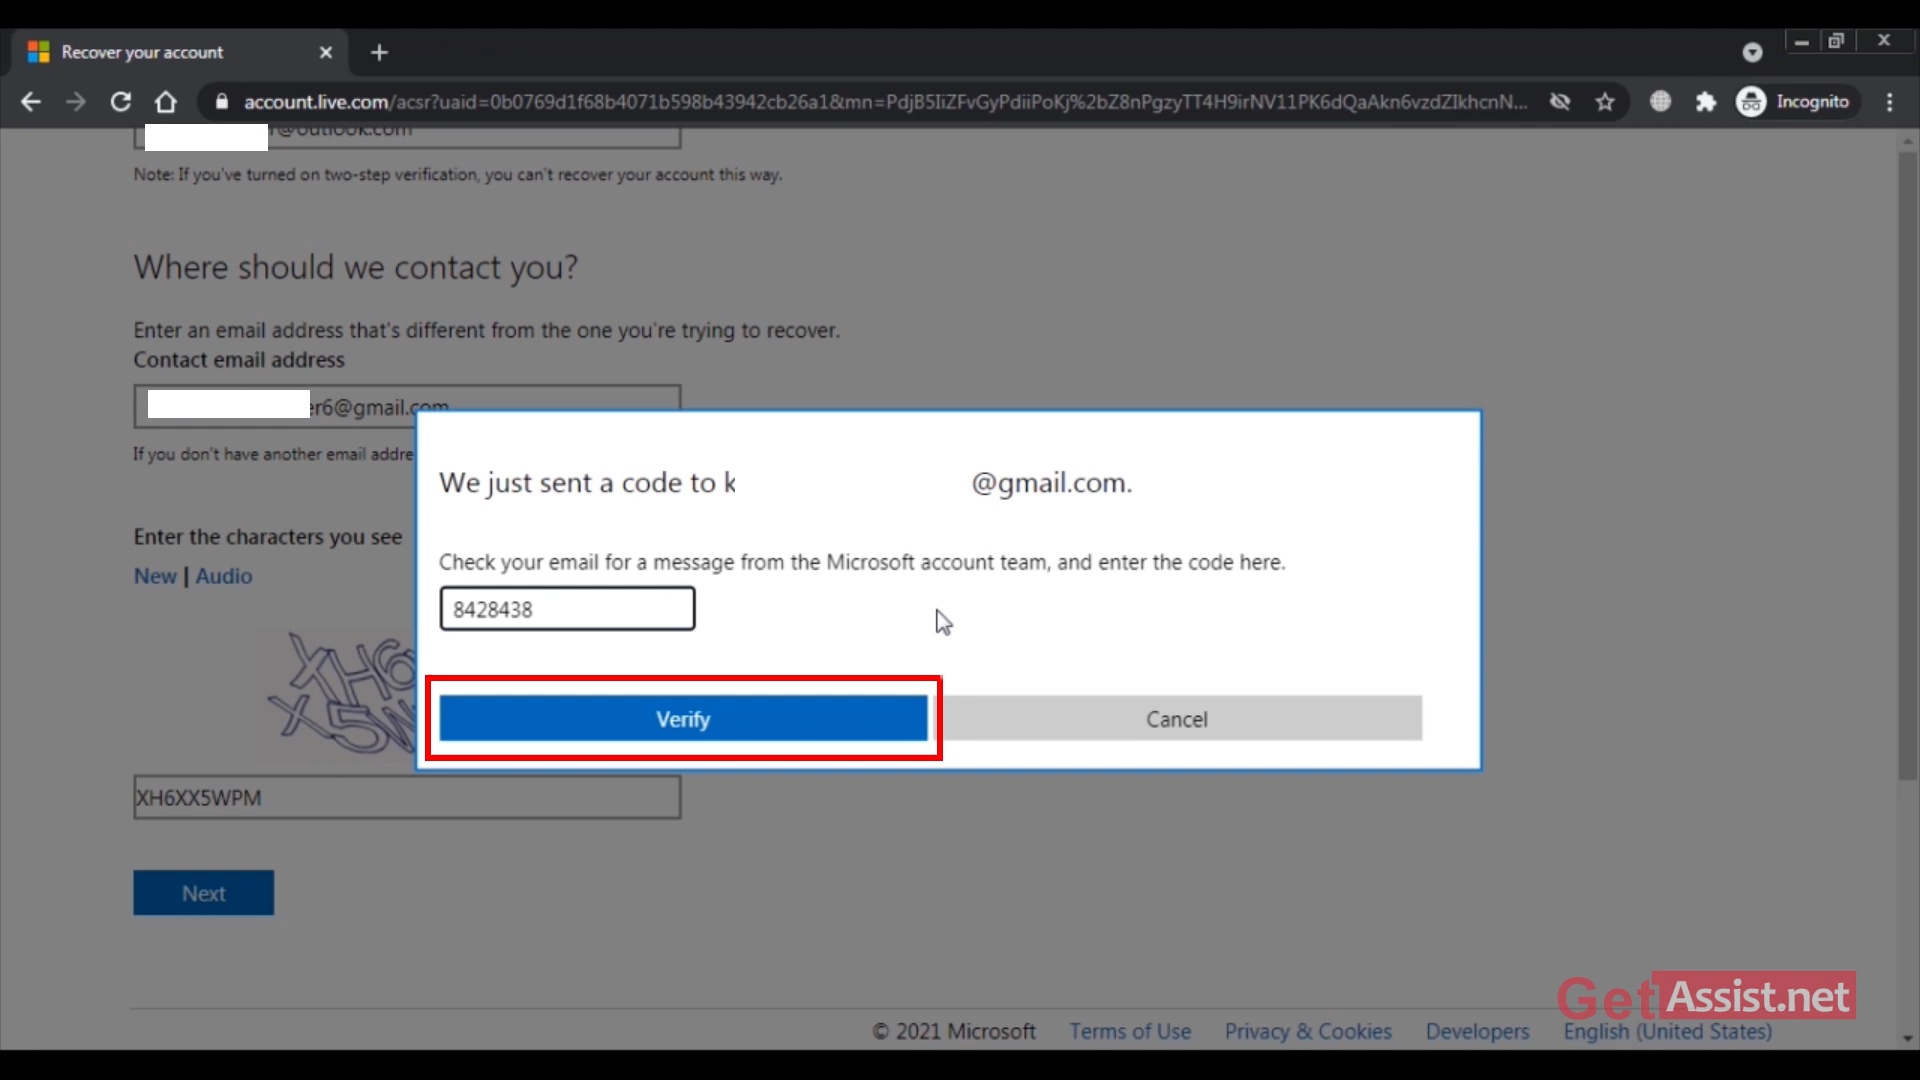 Recover your account
account.live.com/acsr?uaid=0b0769d1f68b4071b598b43942cb26a1&mn=PdjB5IiZFvGyPdiiPoKj%2bZ8nPgzyTT4H9irNV11PK6dQaAkn6vzdZIkhcnN...
Incognito
r@outlook.com
Note: If you've turned on two-step verification, you can't recover your account this way.
Where should we contact you?
Enter an email address that's different from the one you're trying to recover.
Contact email address
er6@gmail.com
If you don't have another email addre
We just sent a code to k @gmail.com.
Enter the characters you see
Check your email for a message from the Microsoft account team, and enter the code here.
New | Audio
8428438
XH6
X5W
Verify
Cancel
XH6XX5WPM
Next
GetAssist.net
© 2021 Microsoft Terms of Use Privacy & Cookies Developers English (United States)